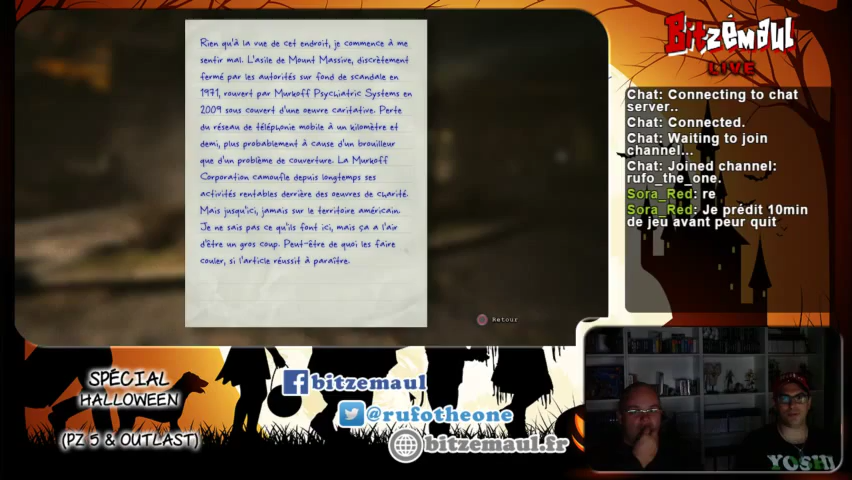 Rien qu'à la vue de cet endroit, je commence à me
sentir mal. L'asile de Mount Massive, discrètement
fermé par les autorités sur fond de scandale en
1971, rouvert par Murkoff Psychiatric Systems en
2009 sous couvert d'une oeuvre caritative. Perte
du réseau de téléphonie mobile à un kilomètre et
demi, plus probablement à cause d'un brouilleur
que d'un problème de couverture. La Murkoff
Corporation camoufle depuis longtemps ses
activités rentables derrière des oeuvres de charité.
Mais jusqu'ici, jamais sur le territoire américain.
Je ne sais pas ce qu'ils font ici, mais ça a l'air
d'être un gros coup. Peut-être de quoi les faire
couler, si l'article réussit à paraître.
Retour
Bitzémaul
LIVE
Chat: Connecting to chat
server..
Chat: Connected.
Chat: Waiting to join
channel...
Chat: Joined channel:
rufo_the_one.
Sora_Red: re
Sora_Red: Je prédit 10min
de jeu avant peur quit
SPÉCIAL
HALLOWEEN
(PZ 5 & OUTLAST)
bitzemaul
@rufotheone
bitzemaul.fr
YOSHI